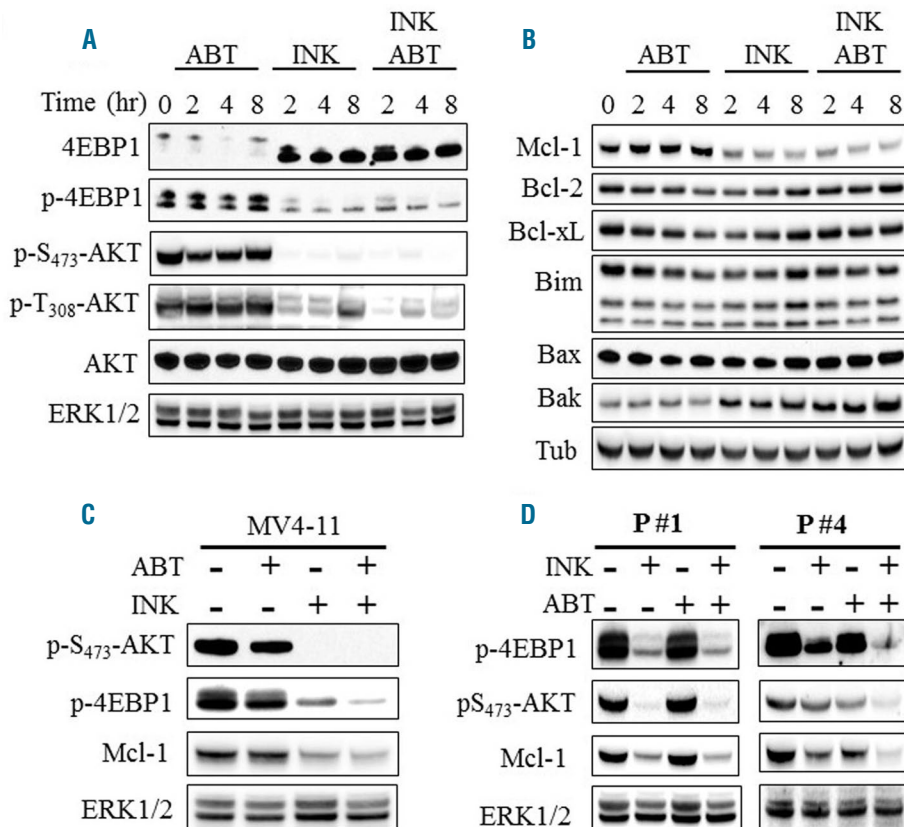 A
ABT
INK
INK
ABT
Time (hr) 0 2 4 8 2 4 8 2 4 8
4EBP1
p-4EBP1
p-S473-AKT
p-T308-AKT
AKT
ERK1/2
B
ABT
INK
INK
ABT
0 2 4 8 2 4 8 2 4 8
Mcl-1
Bcl-2
Bcl-xL
Bim
Bax
Bak
Tub
C
MV4-11
ABT - + - +
INK - - + +
p-S473-AKT
p-4EBP1
Mcl-1
ERK1/2
D
P #1 P #4
INK - + - + - + - +
ABT - - + + - - + +
p-4EBP1
pS473-AKT
Mcl-1
ERK1/2